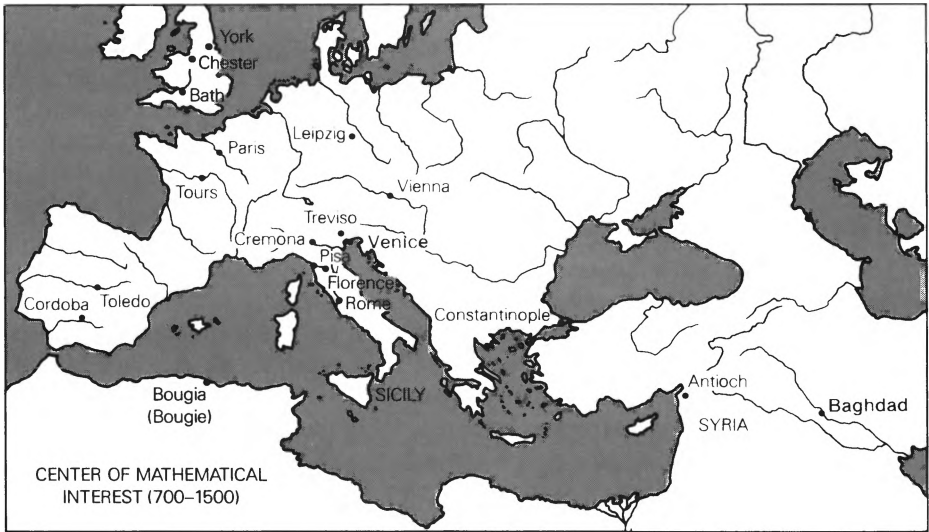 York
Chester
Bath
Leipzig
Paris
Tours
Vienna
Treviso
Cremona
Venice
Pisa
Florence
Rome
Cordoba
Toledo
Constantinople
Bougia
(Bougie)
SICILY
Antioch
SYRIA
Baghdad
CENTER OF MATHEMATICAL
INTEREST (700–1500)